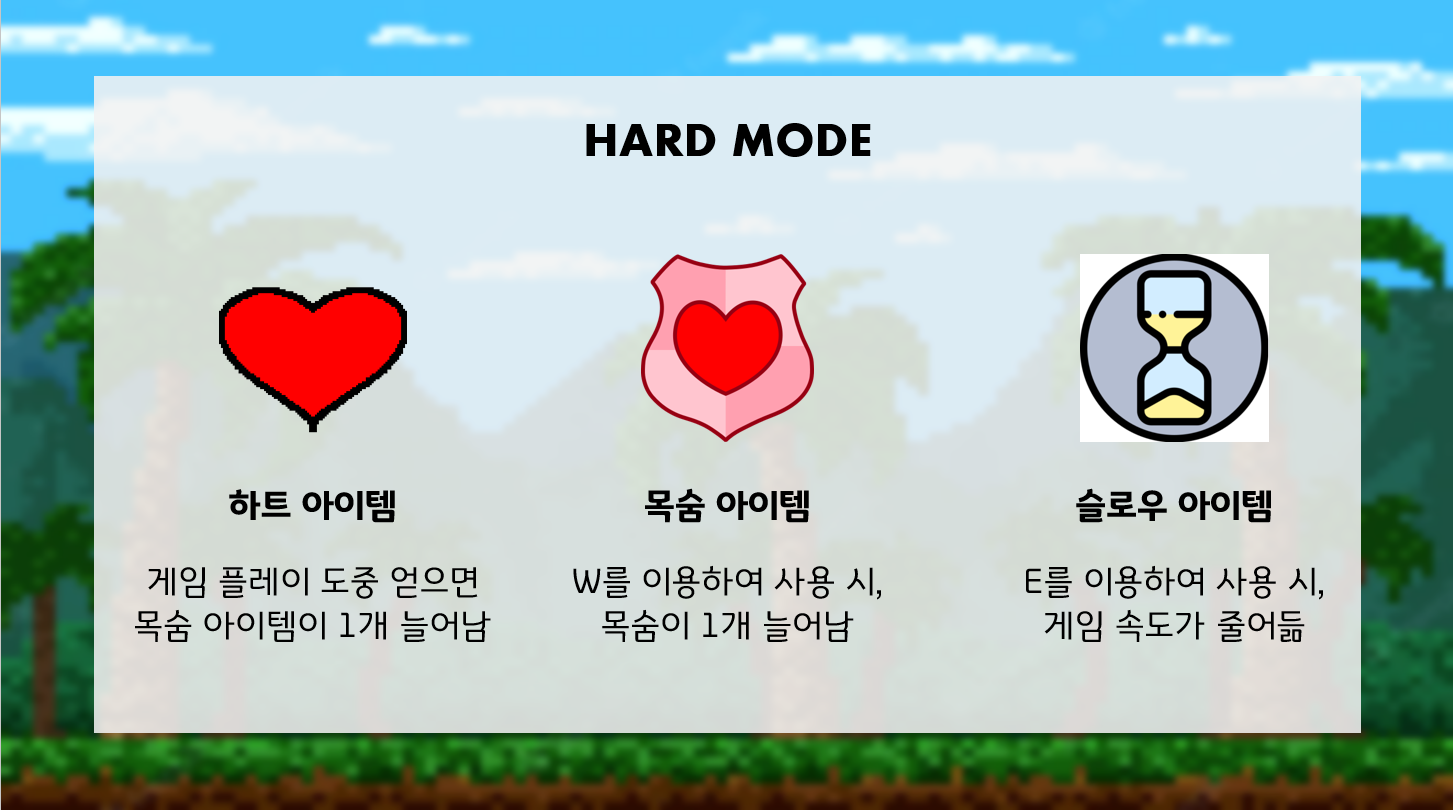 HARD MODE
하트 아이템
게임 플레이 도중 얻으면
목숨 아이템이 1개 늘어남
목숨 아이템
W를 이용하여 사용 시,
목숨이 1개 늘어남
슬로우 아이템
E를 이용하여 사용 시,
게임 속도가 줄어듦